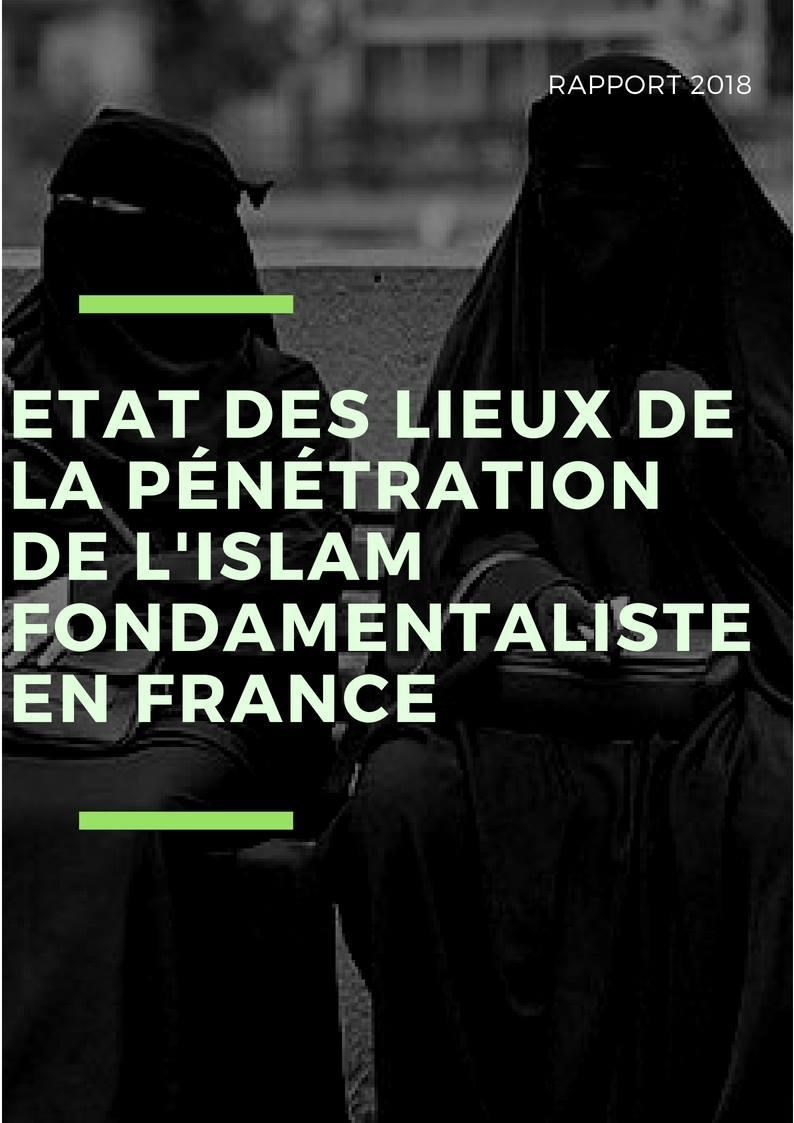 RAPPORT 2018
ETAT DES LIEUX DE
LA PÉNÉTRATION
DE L'ISLAM
FONDAMENTALISTE
EN FRANCE